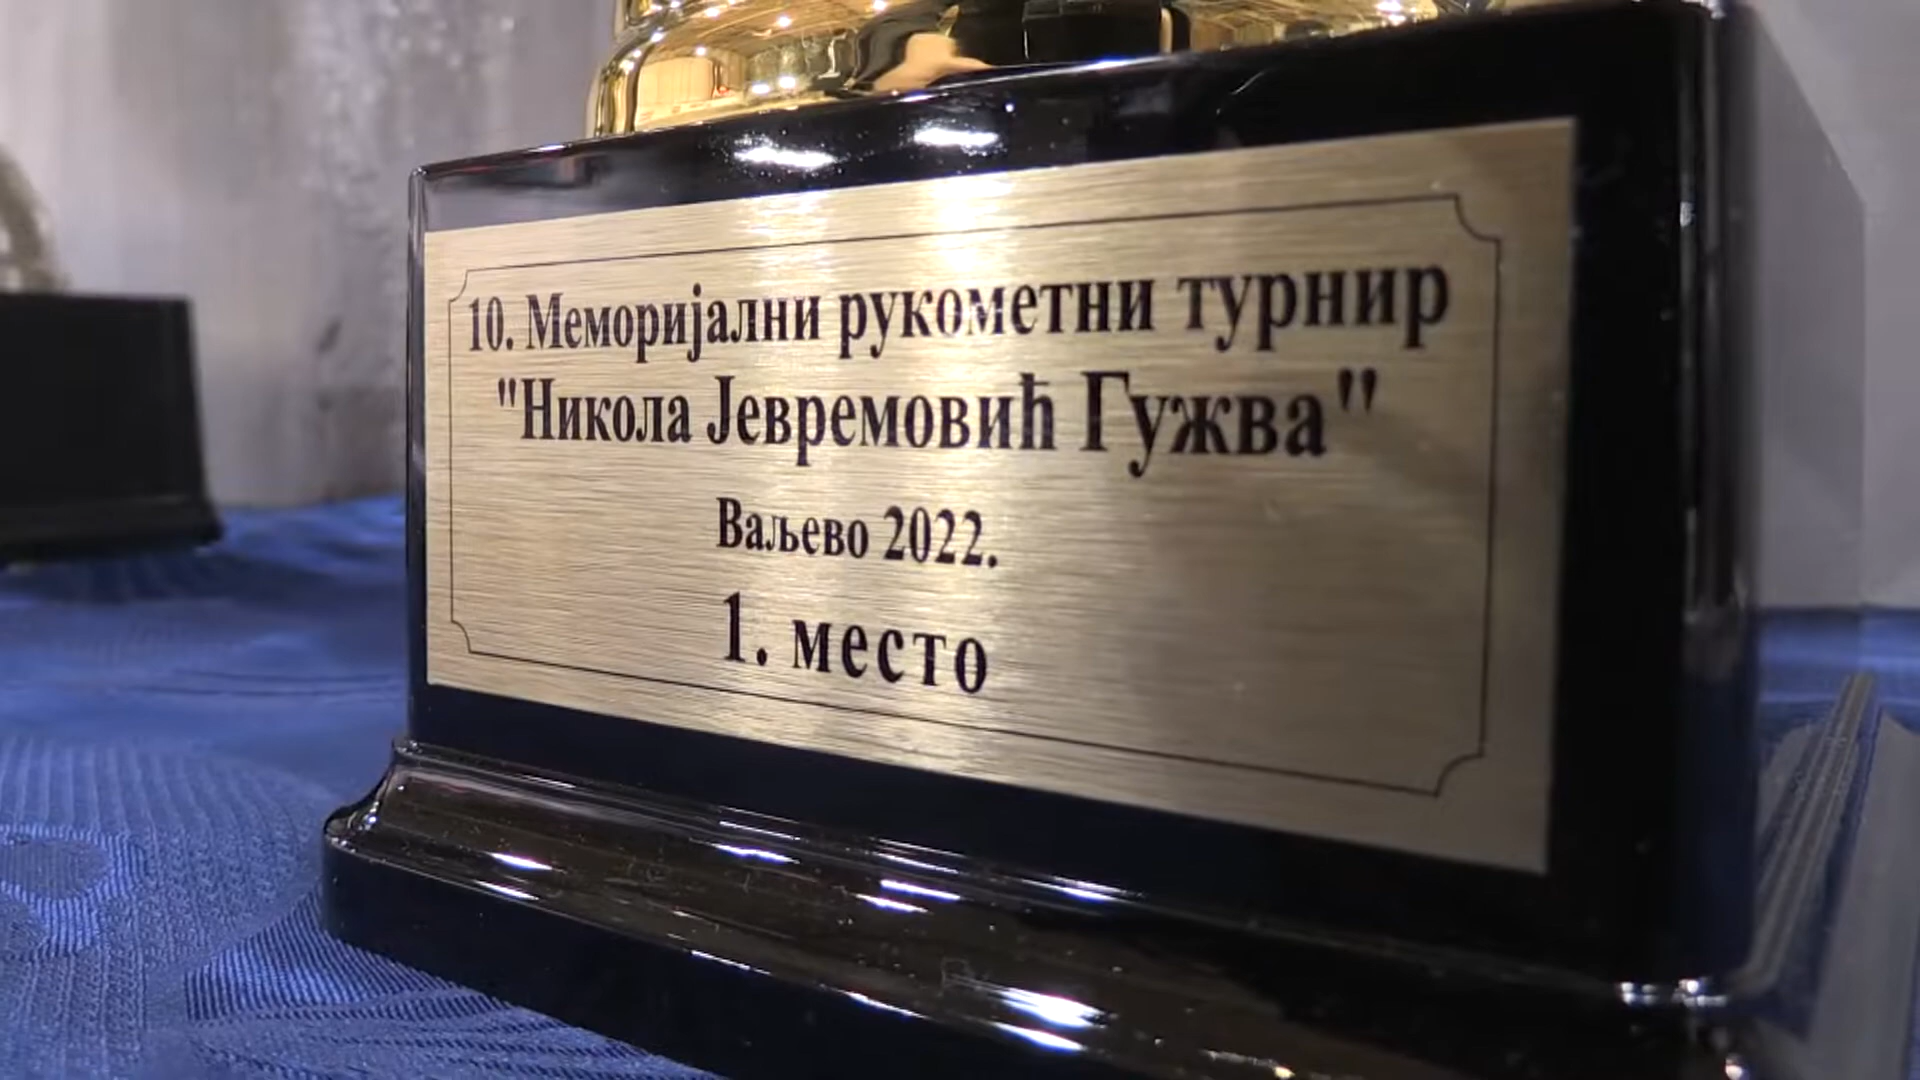 10. Меморијални рукометни турнир
"Никола Јевремовић Гужва"
Ваљево 2022.
1. место